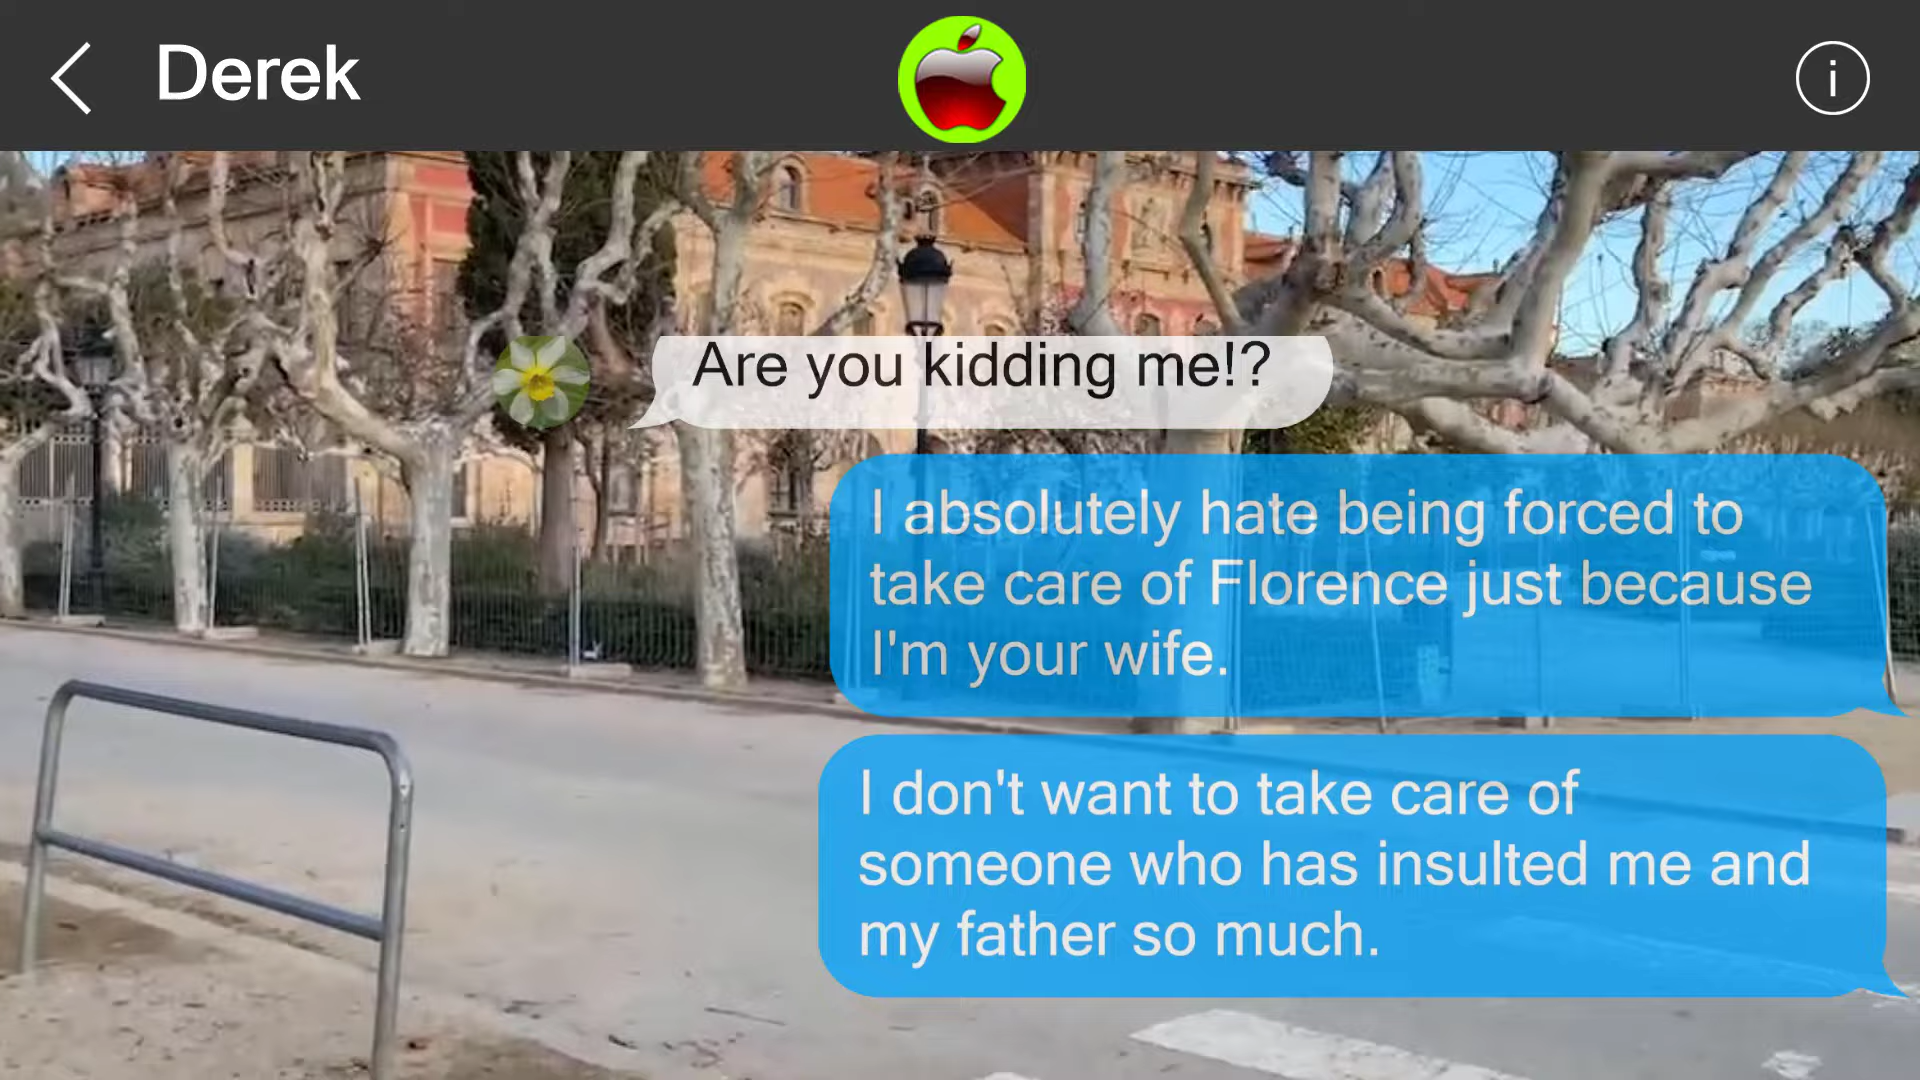 Derek
Are you kidding me!?
I absolutely hate being forced to
take care of Florence just because
I'm your wife.
I don't want to take care of
someone who has insulted me and
my father so much.